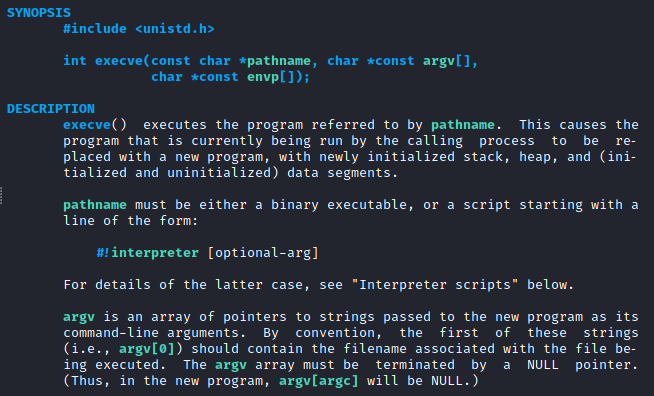 SYNOPSIS
#include <unistd.h>
int execve(const char *pathname, char *const argv[],
char *const envp[]);
DESCRIPTION
execve() executes the program referred to by pathname. This causes the
program that is currently being run by the calling process to be re-
placed with a new program, with newly initialized stack, heap, and (ini-
tialized and uninitialized) data segments.
pathname must be either a binary executable, or a script starting with a
line of the form:
#!interpreter [optional-arg]
For details of the latter case, see "Interpreter scripts" below.
argv is an array of pointers to strings passed to the new program as its
command-line arguments. By convention, the first of these strings
(i.e., argv[0]) should contain the filename associated with the file be-
ing executed. The argv array must be terminated by a NULL pointer.
(Thus, in the new program, argv[argc] will be NULL.)